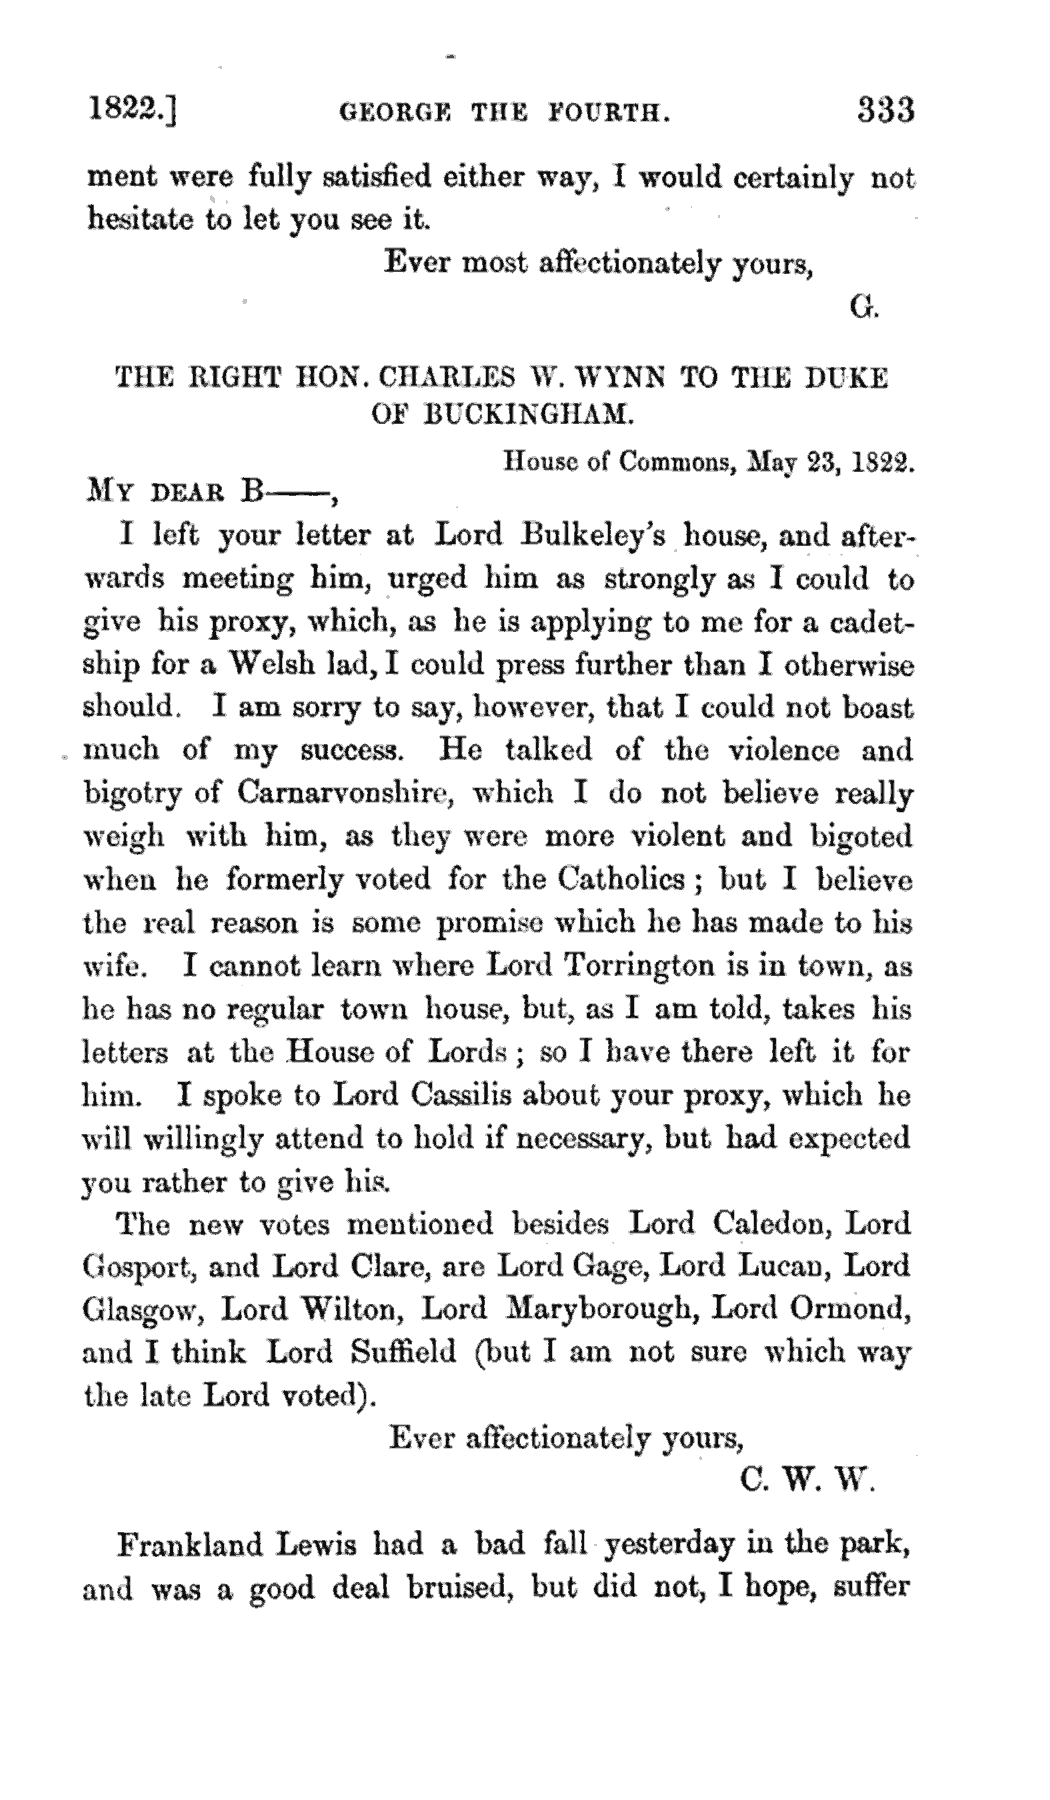 1822.] GEORGE THE FOURTH. 333
ment were fully satisfied either way, I would certainly not
hesitate to let you see it.
Ever most affectionately yours,
G.
THE RIGHT HON. CHARLES W. WYNN TO THE DUKE
OF BUCKINGHAM.
House of Commons, May 23, 1822.
MY DEAR B——,
I left your letter at Lord Bulkeley's house, and after-
wards meeting him, urged him as strongly as I could to
give his proxy, which, as he is applying to me for a cadet-
ship for a Welsh lad, I could press further than I otherwise
should. I am sorry to say, however, that I could not boast
much of my success. He talked of the violence and
bigotry of Carnarvonshire, which I do not believe really
weigh with him, as they were more violent and bigoted
when he formerly voted for the Catholics ; but I believe
the real reason is some promise which he has made to his
wife. I cannot learn where Lord Torrington is in town, as
he has no regular town house, but, as I am told, takes his
letters at the House of Lords ; so I have there left it for
him. I spoke to Lord Cassilis about your proxy, which he
will willingly attend to hold if necessary, but had expected
you rather to give his.
The new votes mentioned besides Lord Caledon, Lord
Gosport, and Lord Clare, are Lord Gage, Lord Lucan, Lord
Glasgow, Lord Wilton, Lord Maryborough, Lord Ormond,
and I think Lord Suffield (but I am not sure which way
the late Lord voted).
Ever affectionately yours,
C. W. W.
Frankland Lewis had a bad fall yesterday in the park,
and was a good deal bruised, but did not, I hope, suffer